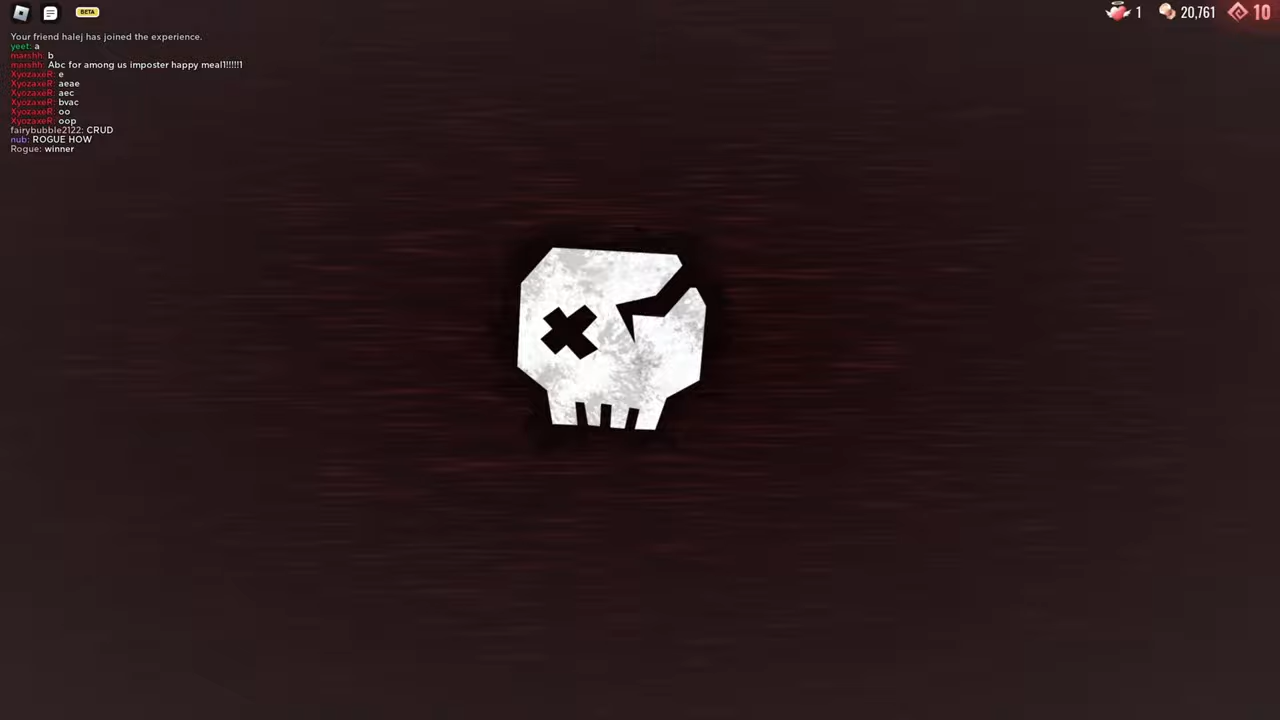 BETA
1
20,761
10
Your friend halej has joined the experience.
yeet: a
marshh: b
marshh: Abc for among us imposter happy meal1!!!!!1
XyozaxeR: e
XyozaxeR: aeae
XyozaxeR: aec
XyozaxeR: bvac
XyozaxeR: oo
XyozaxeR: oop
fairybubble2122: CRUD
nub: ROGUE HOW
Rogue: winner